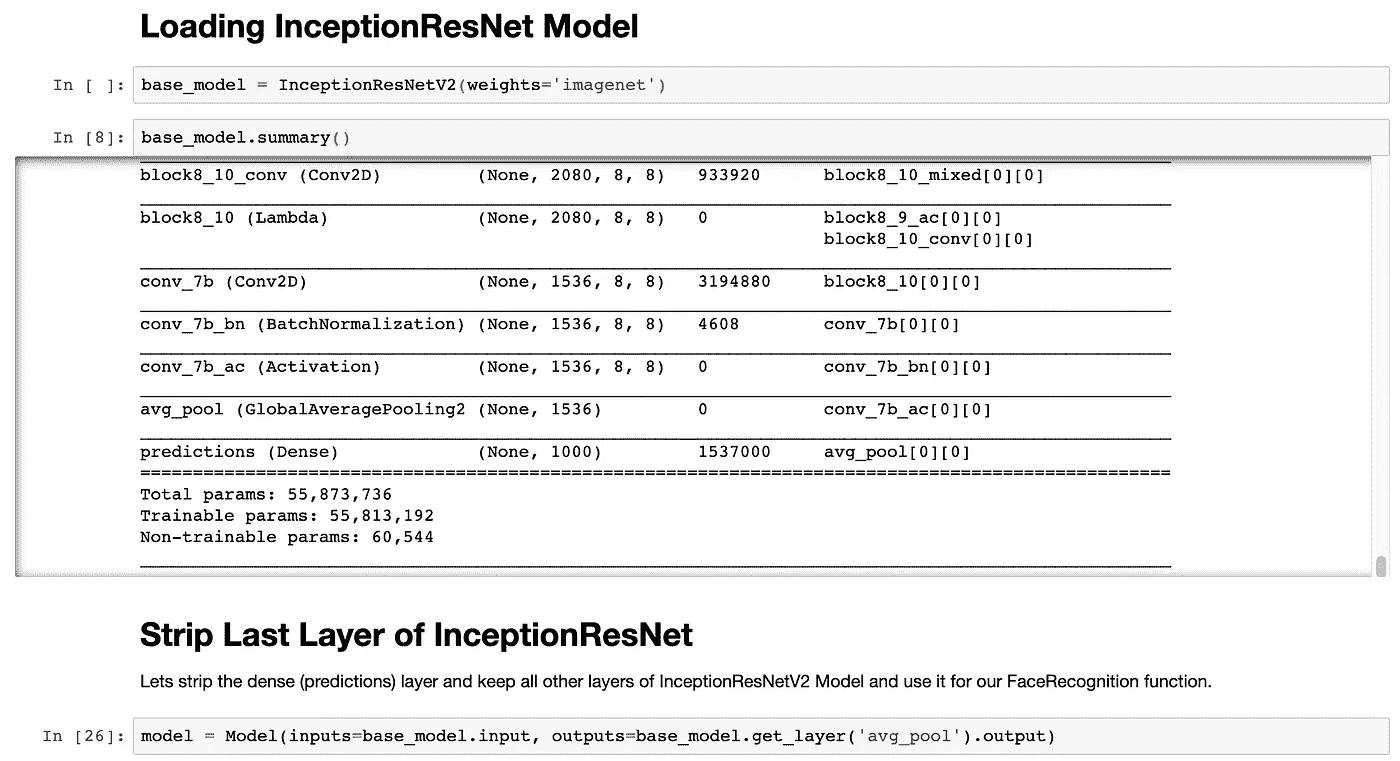 Loading InceptionResNet Model
In [ ]: base_model = InceptionResNetV2(weights='imagenet')
In [8]: base_model.summary()
block8_10_conv (Conv2D) (None, 2080, 8, 8) 933920 block8_10_mixed[0][0]
block8_10 (Lambda) (None, 2080, 8, 8) 0 block8_9_ac[0][0]
block8_10_conv[0][0]
conv_7b (Conv2D) (None, 1536, 8, 8) 3194880 block8_10[0][0]
conv_7b_bn (BatchNormalization) (None, 1536, 8, 8) 4608 conv_7b[0][0]
conv_7b_ac (Activation) (None, 1536, 8, 8) 0 conv_7b_bn[0][0]
avg_pool (GlobalAveragePooling2 (None, 1536) 0 conv_7b_ac[0][0]
predictions (Dense) (None, 1000) 1537000 avg_pool[0][0]
Total params: 55,873,736
Trainable params: 55,813,192
Non-trainable params: 60,544
Strip Last Layer of InceptionResNet
Lets strip the dense (predictions) layer and keep all other layers of InceptionResNetV2 Model and use it for our FaceRecognition function.
In [26]: model = Model(inputs=base_model.input, outputs=base_model.get_layer('avg_pool').output)